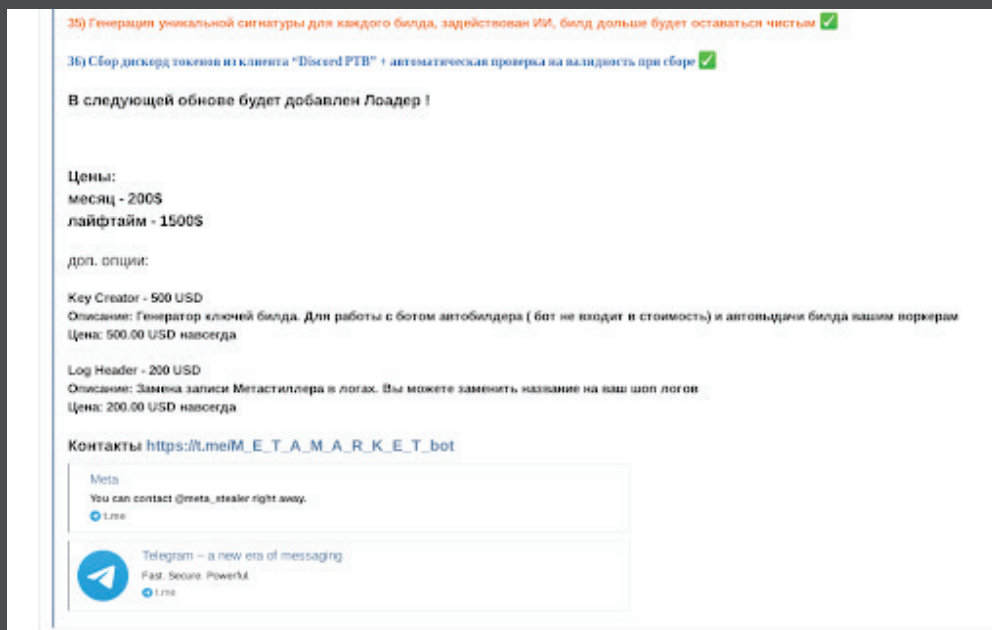 35) Генерация уникальной сигнатуры для каждого билда, задействован ИИ, билд дольше будет оставаться чистым ✅
36) Сбор дискорд токенов из клиента “Discord PTB” + автоматическая проверка на валидность при сборе ✅
В следующей обнове будет добавлен Лоадер !
Цены:
месяц - 200$
лайфтайм - 1500$
доп. опции:
Key Creator - 500 USD
Описание: Генератор ключей билда. Для работы с ботом автобилдера ( бот не входит в стоимость) и автовыдачи билда вашим воркерам
Цена: 500.00 USD навсегда
Log Header - 200 USD
Описание: Замена записи Метастиллера в логах. Вы можете заменить название на ваш шоп логов
Цена: 200.00 USD навсегда
Контакты https://t.me/M_E_T_A_M_A_R_K_E_T_bot
Meta
You can contact @meta_stealer right away.
t.me
Telegram – a new era of messaging
Fast. Secure. Powerful.
t.me